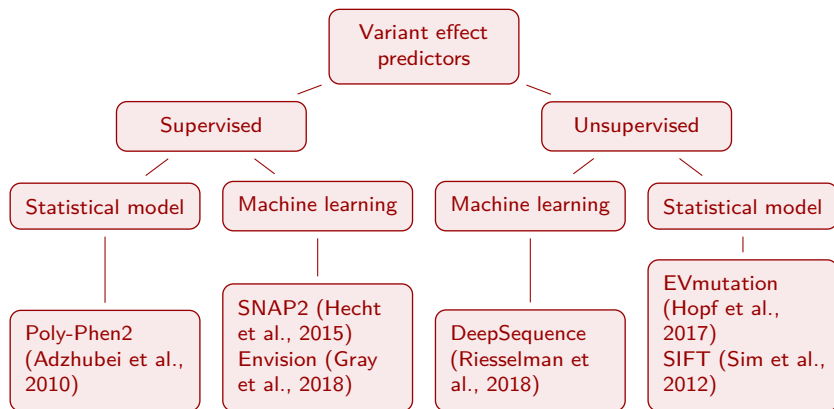 Variant effect
predictors
Supervised
Unsupervised
Statistical model
Machine learning
Machine learning
Statistical model
Poly-Phen2
(Adzhubei et al.,
2010)
SNAP2 (Hecht
et al., 2015)
Envision (Gray
et al., 2018)
DeepSequence
(Riesselman et
al., 2018)
EVmutation
(Hopf et al.,
2017)
SIFT (Sim et al.,
2012)